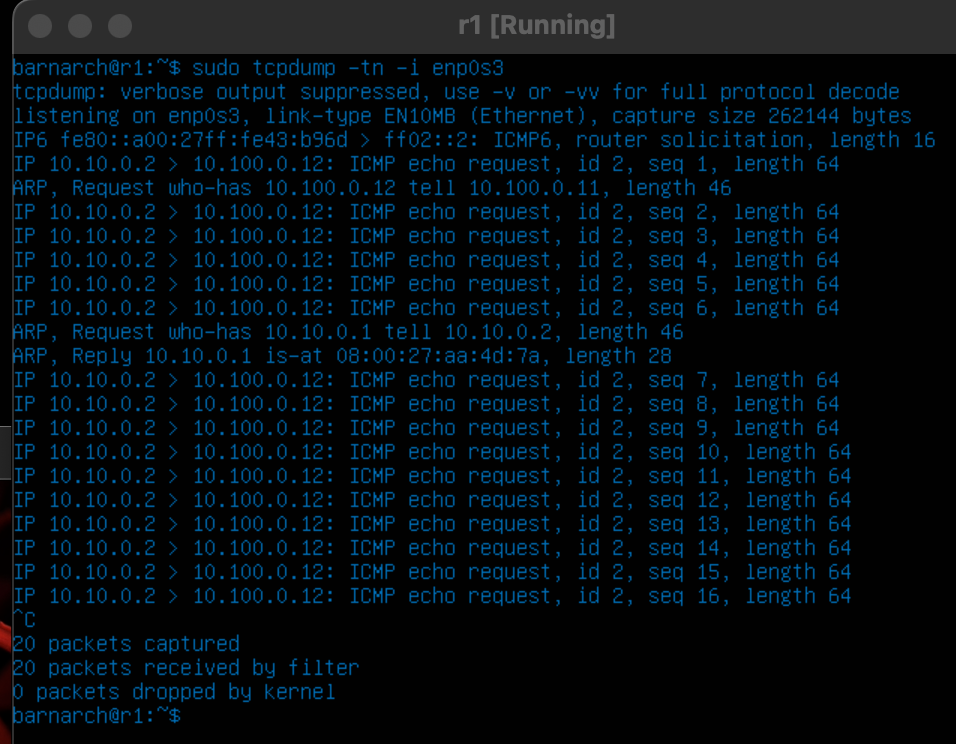 r1 [Running]
barnarch@r1:~$ sudo tcpdump -tn -i enp0s3
tcpdump: verbose output suppressed, use -v or -vv for full protocol decode
listening on enp0s3, link-type EN10MB (Ethernet), capture size 262144 bytes
IP6 fe80::a00:27ff:fe43:b96d > ff02::2: ICMP6, router solicitation, length 16
IP 10.10.0.2 > 10.100.0.12: ICMP echo request, id 2, seq 1, length 64
ARP, Request who-has 10.100.0.12 tell 10.100.0.11, length 46
IP 10.10.0.2 > 10.100.0.12: ICMP echo request, id 2, seq 2, length 64
IP 10.10.0.2 > 10.100.0.12: ICMP echo request, id 2, seq 3, length 64
IP 10.10.0.2 > 10.100.0.12: ICMP echo request, id 2, seq 4, length 64
IP 10.10.0.2 > 10.100.0.12: ICMP echo request, id 2, seq 5, length 64
IP 10.10.0.2 > 10.100.0.12: ICMP echo request, id 2, seq 6, length 64
ARP, Request who-has 10.10.0.1 tell 10.10.0.2, length 46
ARP, Reply 10.10.0.1 is-at 08:00:27:aa:4d:7a, length 28
IP 10.10.0.2 > 10.100.0.12: ICMP echo request, id 2, seq 7, length 64
IP 10.10.0.2 > 10.100.0.12: ICMP echo request, id 2, seq 8, length 64
IP 10.10.0.2 > 10.100.0.12: ICMP echo request, id 2, seq 9, length 64
IP 10.10.0.2 > 10.100.0.12: ICMP echo request, id 2, seq 10, length 64
IP 10.10.0.2 > 10.100.0.12: ICMP echo request, id 2, seq 11, length 64
IP 10.10.0.2 > 10.100.0.12: ICMP echo request, id 2, seq 12, length 64
IP 10.10.0.2 > 10.100.0.12: ICMP echo request, id 2, seq 13, length 64
IP 10.10.0.2 > 10.100.0.12: ICMP echo request, id 2, seq 14, length 64
IP 10.10.0.2 > 10.100.0.12: ICMP echo request, id 2, seq 15, length 64
IP 10.10.0.2 > 10.100.0.12: ICMP echo request, id 2, seq 16, length 64
^C
20 packets captured
20 packets received by filter
0 packets dropped by kernel
barnarch@r1:~$